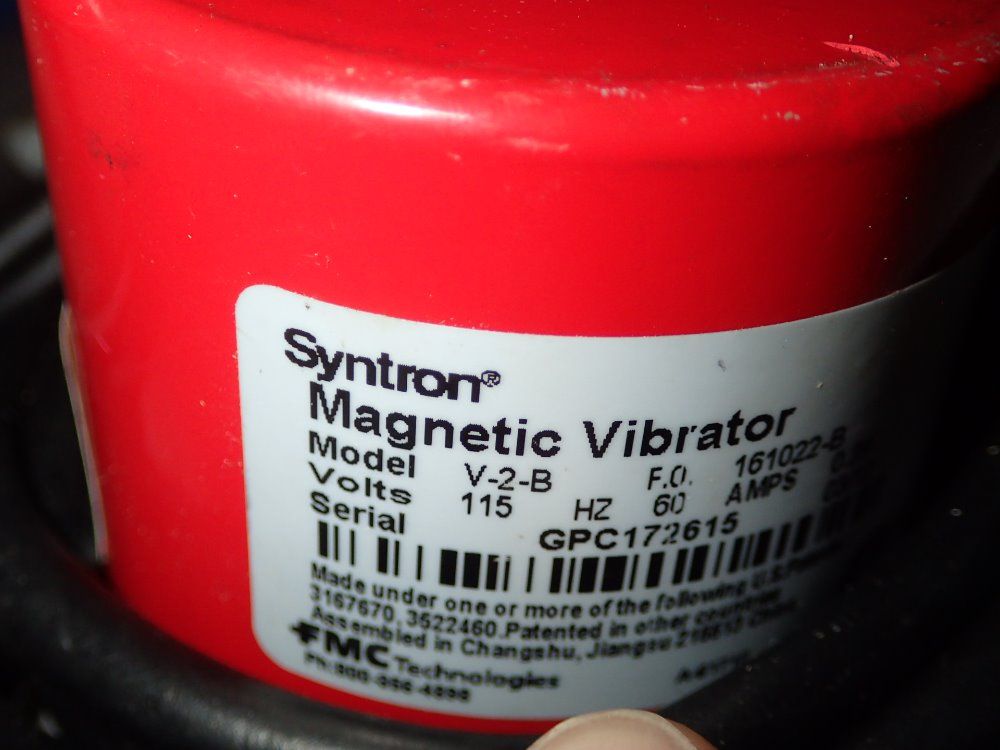 Syntron®
Magnetic Vibrator
Model V-2-B F.O. 161022-B
Volts 115 HZ 60 AMPS
Serial GPC172615
Made under one or more of the following U.S.
3167670, 3522460.Patented in other countries
Assembled in Changshu, Jiangsu
FMC Technologies